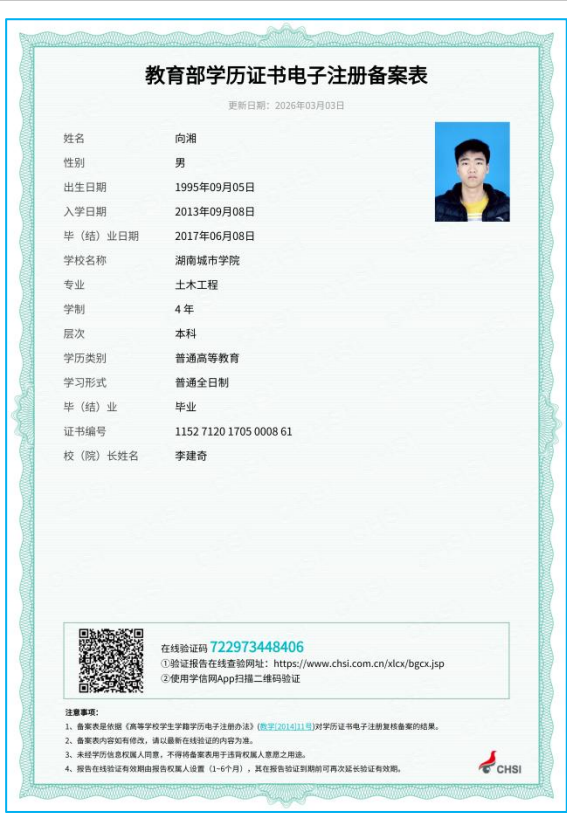 教育部学历证书电子注册备案表
更新日期：2026年03月03日
姓名 向湘
性别 男
出生日期 1995年09月05日
入学日期 2013年09月08日
毕（结）业日期 2017年06月08日
学校名称 湖南城市学院
专业 土木工程
学制 4 年
层次 本科
学历类别 普通高等教育
学习形式 普通全日制
毕（结）业 毕业
证书编号 1152 7120 1705 0008 61
校（院）长姓名 李建奇
在线验证码 722973448406
①验证报告在线查验网址：https://www.chsi.com.cn/xlcx/bgcx.jsp
②使用学信网App扫描二维码验证
注意事项：
1、备案表是依据《高等学校学生学籍学历电子注册办法》(教学[2014]11号)对学历证书电子注册复核备案的结果。
2、备案表内容如有修改，请以最新在线验证的内容为准。
3、未经学历信息权属人同意，不得将备案表用于违背权属人意愿之用途。
4、报告在线验证有效期由报告权属人设置（1-6个月），其在报告验证到期前可再次延长验证有效期。
CHSI